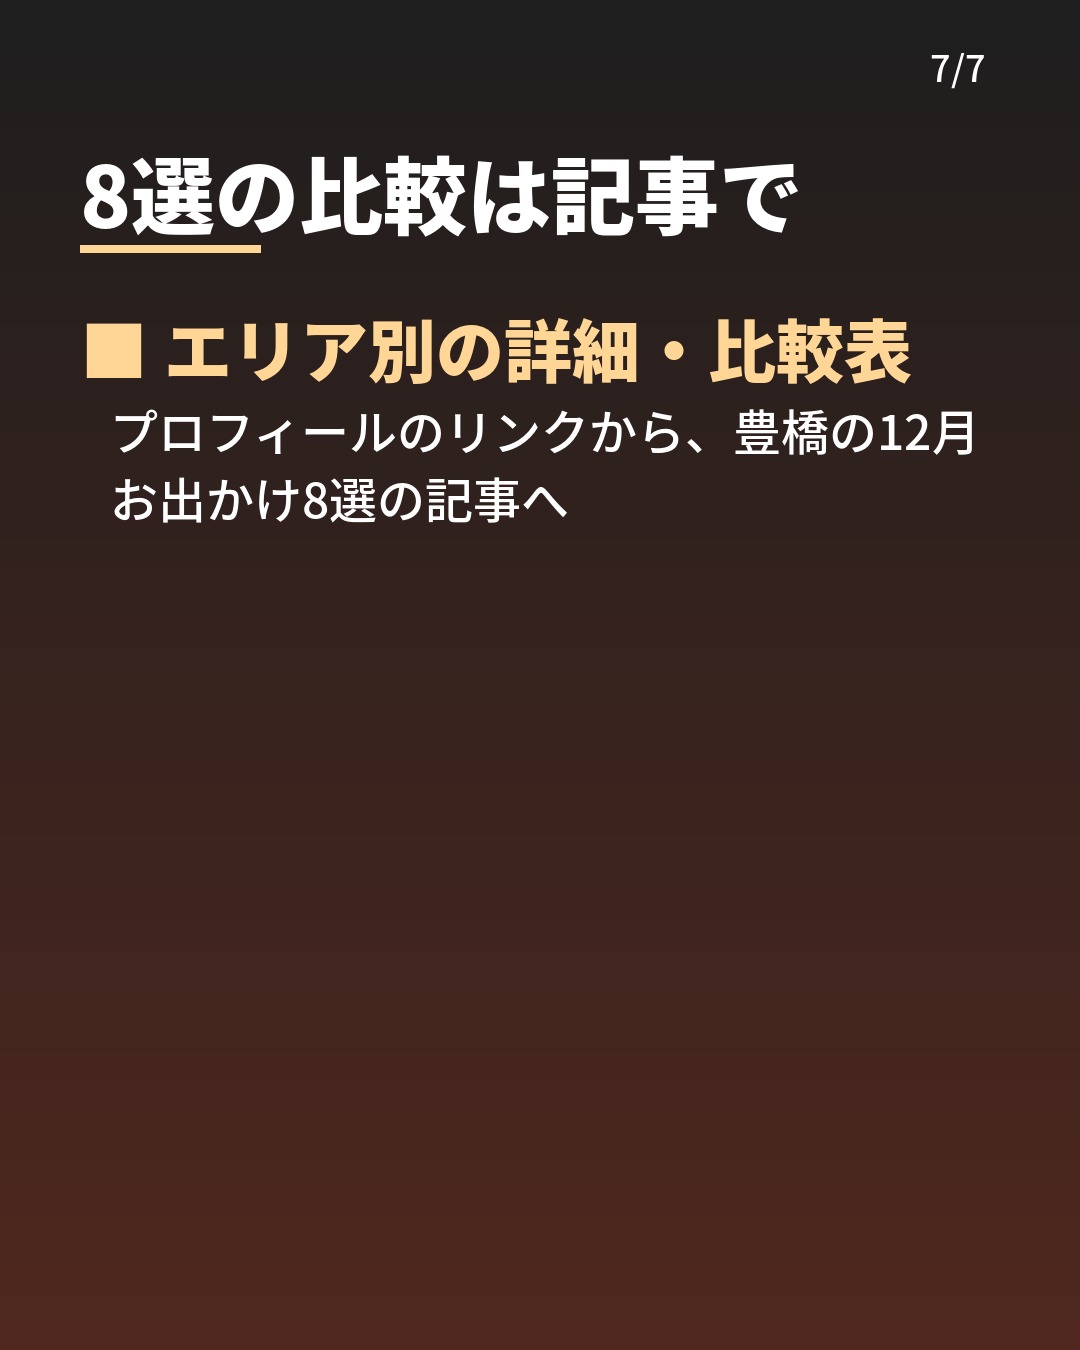 7/7
8選の比較は記事で
■ エリア別の詳細・比較表
プロフィールのリンクから、豊橋の12月
お出かけ8選の記事へ